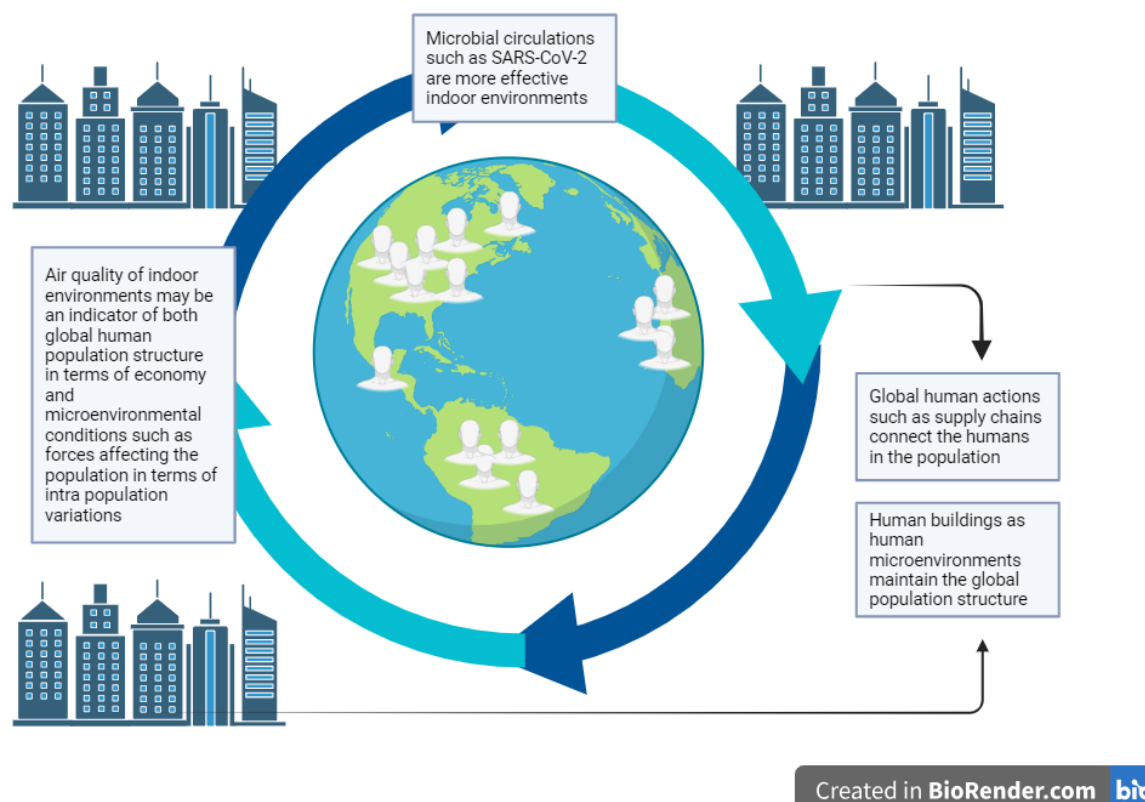 Microbial circulations
such as SARS-CoV-2
are more effective
indoor environments
Air quality of indoor
environments may be
an indicator of both
global human
population structure
in terms of economy
and
microenvironmental
conditions such as
forces affecting the
population in terms of
intra population
variations
Global human actions
such as supply chains
connect the humans
in the population
Human buildings as
human
microenvironments
maintain the global
population structure
Created in BioRender.com bio